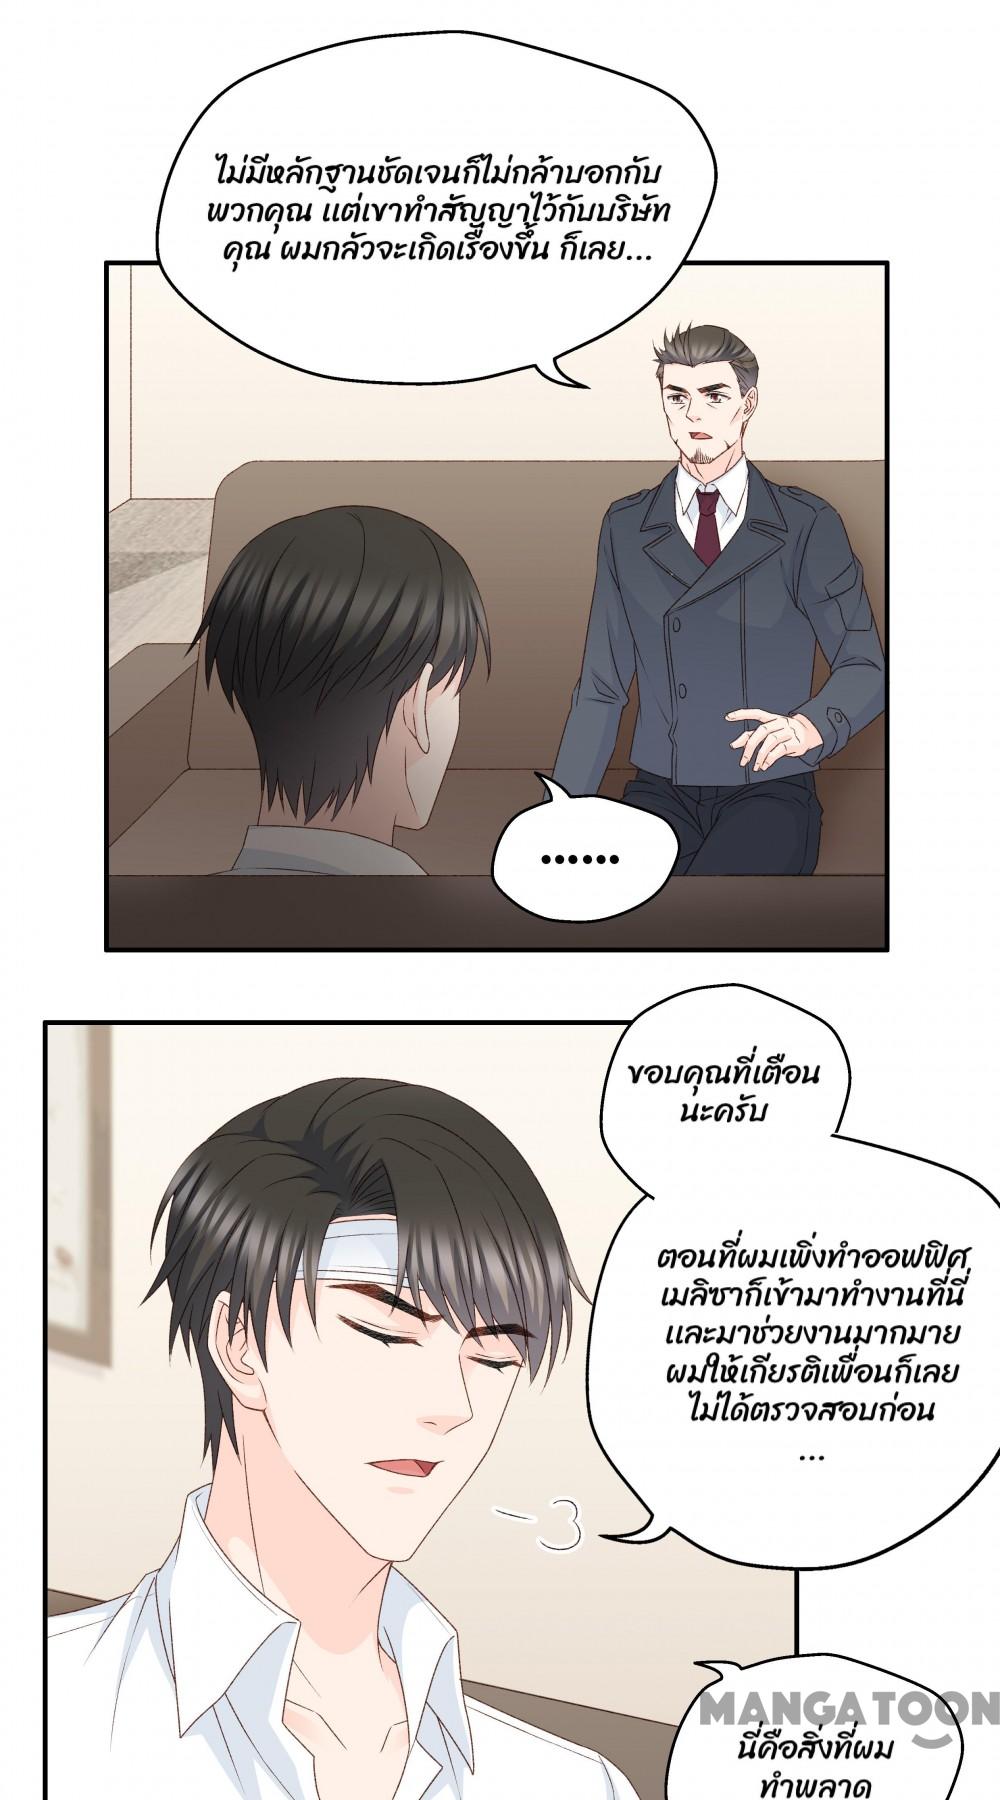 ไม่มีหลักฐานชัดเจนก็ไม่กล้าบอกกับ
พวกคุณ แต่เขาทำสัญญาไว้กับบริษัท
คุณ ผมกลัวจะเกิดเรื่องขึ้น ก็เลย...
......
ขอบคุณที่เตือน
นะครับ
ตอนที่ผมเพิ่งทำออฟฟิศ
เมลิซาก็เข้ามาทำงานที่นี่
และมาช่วยงานมากมาย
ผมให้เกียรติเพื่อนก็เลย
ไม่ได้ตรวจสอบก่อน
...
MANGATOON
นี่คือสิ่งที่ผม
ทำพลาด